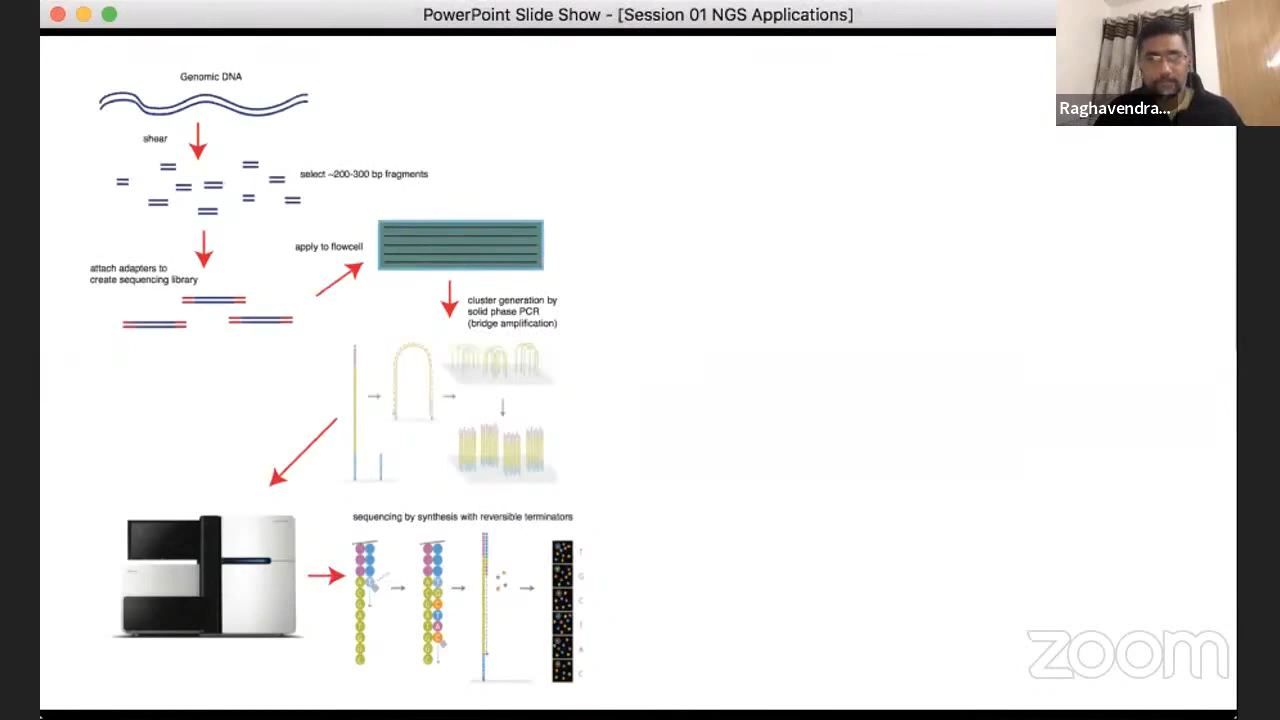 PowerPoint Slide Show - [Session 01 NGS Applications]
Raghavendra...
Genomic DNA
shear
select ~200-300 bp fragments
apply to flowcell
attach adapters to
create sequencing library
cluster generation by
solid phase PCR
(bridge amplification)
sequencing by synthesis with reversible terminators
A
C
G
A
T
G
G
C
A
C
G
A
T
G
G
C
T
G
C
T
A
C
T
G
C
T
A
C
zoom